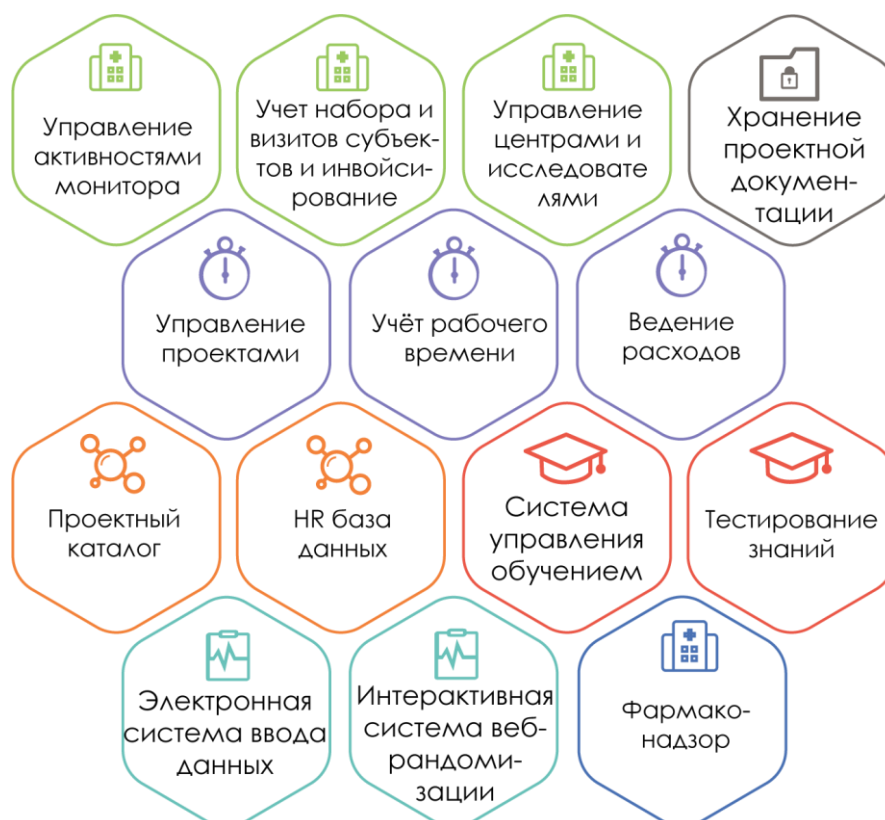 Управление
активностями
монитора
Учет набора и
визитов субъек-
тов и инвойси-
рование
Управление
центрами и
исследовате
лями
Хранение
проектной
докумен-
тации
Управление
проектами
Учёт рабочего
времени
Ведение
расходов
Проектный
каталог
HR база
данных
Система
управления
обучением
Тестирование
знаний
Электронная
система ввода
данных
Интерактивная
система веб-
рандоми-
зации
Фармако-
надзор